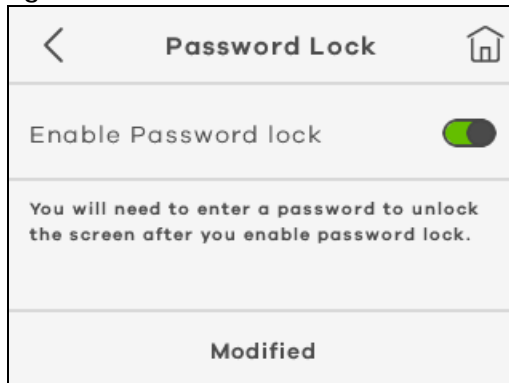 Password Lock
Enable Password lock
You will need to enter a password to unlock
the screen after you enable password lock.
Modified